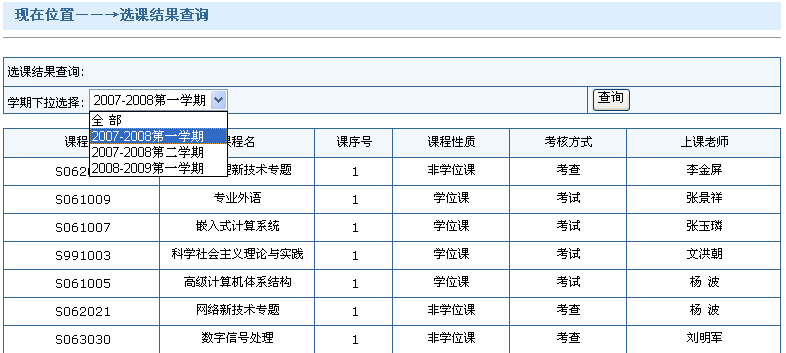 现在位置－－→选课结果查询
选课结果查询：
学期下拉选择： 2007-2008第一学期 查询
全 部
2007-2008第一学期
2007-2008第二学期
2008-2009第一学期
课程 程名 课序号 课程性质 考核方式 上课老师
S062 新技术专题 1 非学位课 考查 李金屏
S061009 专业外语 1 学位课 考试 张景祥
S061007 嵌入式计算系统 1 学位课 考试 张玉璘
S991003 科学社会主义理论与实践 1 学位课 考试 文洪朝
S061005 高级计算机体系结构 1 学位课 考试 杨 波
S062021 网络新技术专题 1 非学位课 考查 杨 波
S063030 数字信号处理 1 非学位课 考查 刘明军